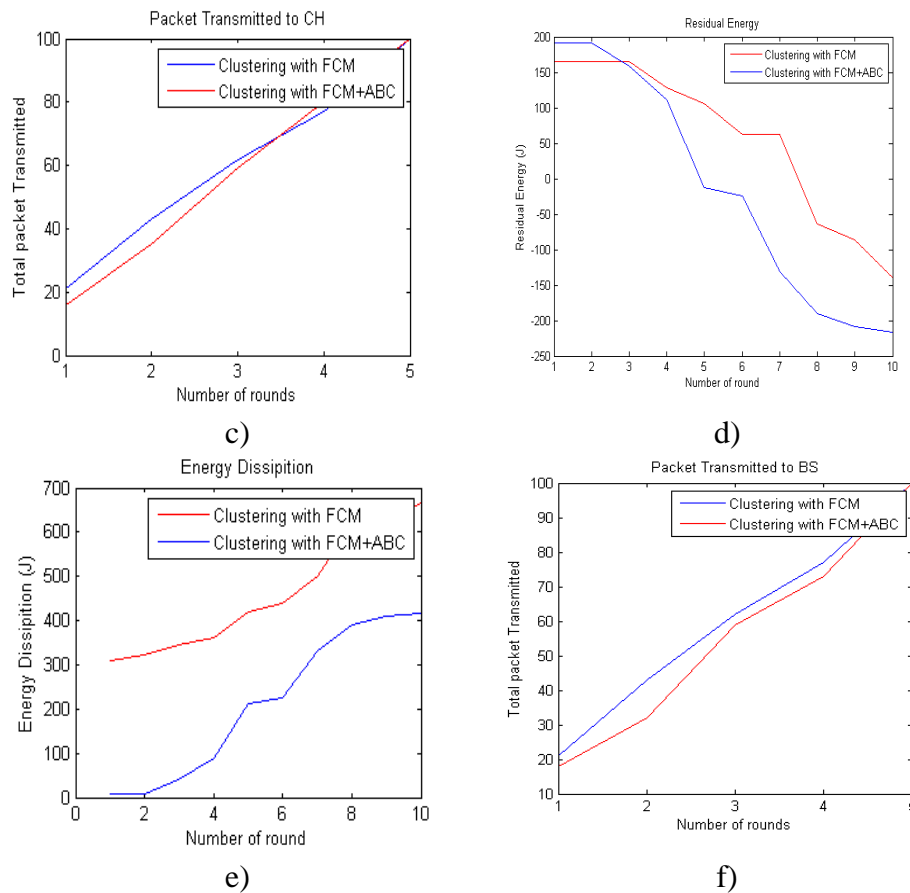 Packet Transmitted to CH
Clustering with FCM
Clustering with FCM+ABC
Total packet Transmitted
100
80
60
40
20
0
1 2 3 4 5
Number of rounds
c)
Residual Energy
Clustering with FCM
Clustering with FCM+ABC
Residual Energy (J)
200
150
100
50
0
-50
-100
-150
-200
-250
1 2 3 4 5 6 7 8 9 10
Number of round
d)
Energy Dissipition
Clustering with FCM
Clustering with FCM+ABC
Energy Dissipition (J)
700
600
500
400
300
200
100
0
0 2 4 6 8 10
Number of round
e)
Packet Transmitted to BS
Clustering with FCM
Clustering with FCM+ABC
Total packet Transmitted
100
90
80
70
60
50
40
30
20
10
1 2 3 4
Number of rounds
f)